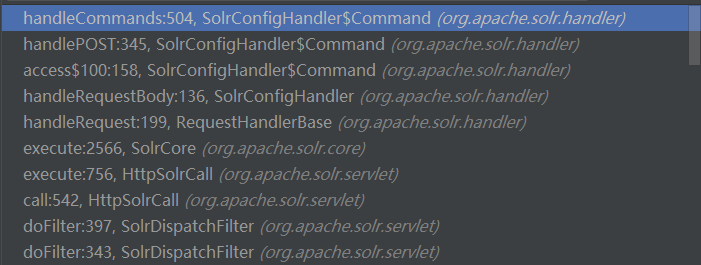 handleCommands:504, SolrConfigHandler$Command (org.apache.solr.handler)
handlePOST:345, SolrConfigHandler$Command (org.apache.solr.handler)
access$100:158, SolrConfigHandler$Command (org.apache.solr.handler)
handleRequestBody:136, SolrConfigHandler (org.apache.solr.handler)
handleRequest:199, RequestHandlerBase (org.apache.solr.handler)
execute:2566, SolrCore (org.apache.solr.core)
execute:756, HttpSolrCall (org.apache.solr.servlet)
call:542, HttpSolrCall (org.apache.solr.servlet)
doFilter:397, SolrDispatchFilter (org.apache.solr.servlet)
doFilter:343, SolrDispatchFilter (org.apache.solr.servlet)